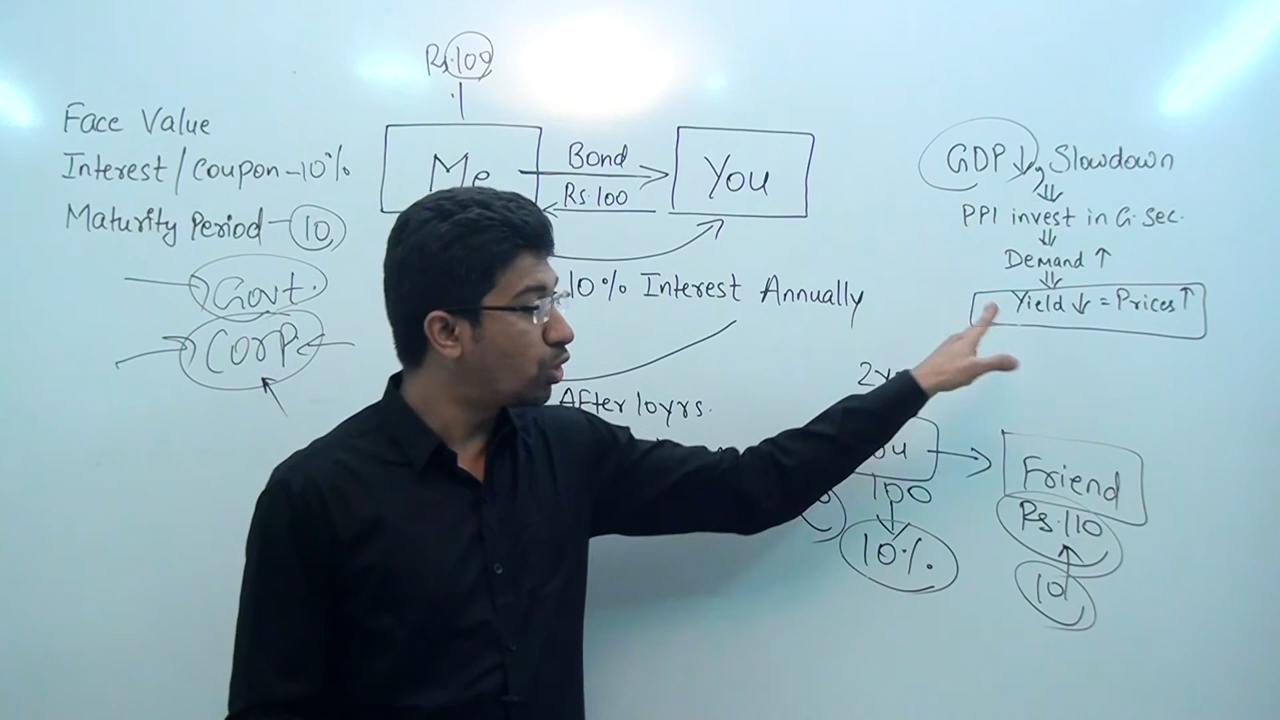 Rs.100
Face Value
Interest/Coupon-10%
Maturity Period-10
Govt.
Corp
Me
Bond
Rs.100
You
10% Interest Annually
After 10yrs.
GDP↓, Slowdown
⇓
PPl invest in G.sec.
⇓
Demand ↑
⇓
Yield ↓ = Prices ↑
100
10%
Friend
Rs.110
10